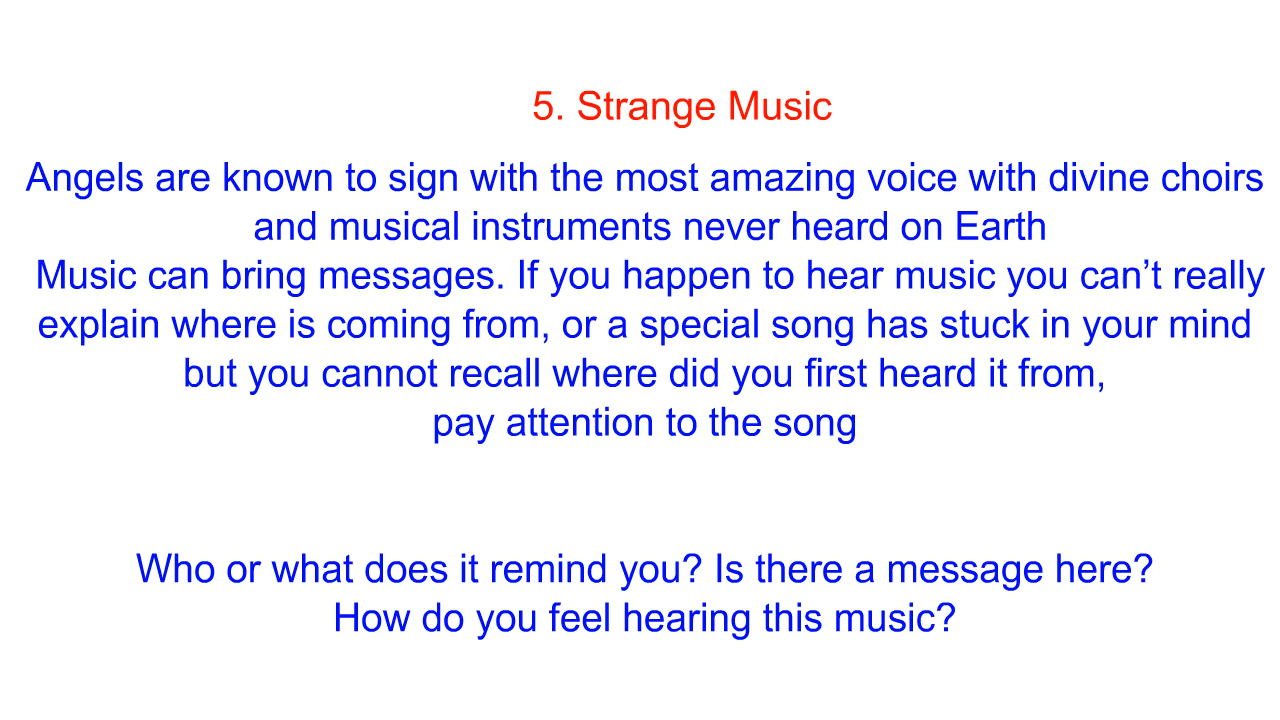 5. Strange Music
Angels are known to sign with the most amazing voice with divine choirs
and musical instruments never heard on Earth
Music can bring messages. If you happen to hear music you can’t really
explain where is coming from, or a special song has stuck in your mind
but you cannot recall where did you first heard it from,
pay attention to the song
Who or what does it remind you? Is there a message here?
How do you feel hearing this music?